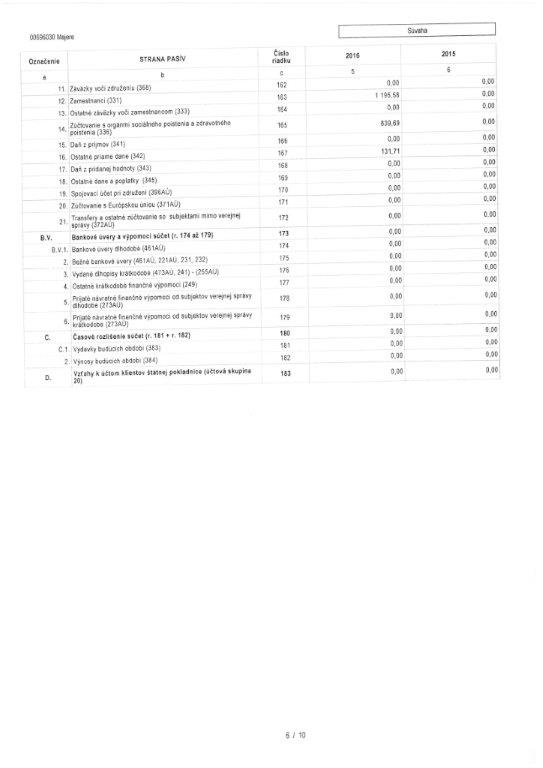 00696030 Majere
Súvaha
Označenie STRANA PASÍV Číslo riadku 2016 2015
a b c 5 6
11. Záväzky voči združeniu (368) 162 0,00 0,00
12. Zamestnanci (331) 163 1 195,58 0,00
13. Ostatné záväzky voči zamestnancom (333) 164 0,00 0,00
14. Zúčtovanie s orgánmi sociálneho poistenia a zdravotného
poistenia (336) 165 839,69 0,00
15. Daň z príjmov (341) 166 0,00 0,00
16. Ostatné priame dane (342) 167 131,71 0,00
17. Daň z pridanej hodnoty (343) 168 0,00 0,00
18. Ostatné dane a poplatky (345) 169 0,00 0,00
19. Spojovací účet pri združení (396AÚ) 170 0,00 0,00
20. Zúčtovanie s Európskou úniou (371AÚ) 171 0,00 0,00
21. Transfery a ostatné zúčtovanie so subjektami mimo verejnej
správy (372AÚ) 172 0,00 0,00
B.V. Bankové úvery a výpomoci súčet (r. 174 až 179) 173 0,00 0,00
B.V.1. Bankové úvery dlhodobé (461AÚ) 174 0,00 0,00
2. Bežné bankové úvery (461AÚ, 221AÚ, 231, 232) 175 0,00 0,00
3. Vydané dlhopisy krátkodobé (473AÚ, 241) - (255AÚ) 176 0,00 0,00
4. Ostatné krátkodobé finančné výpomoci (249) 177 0,00 0,00
5. Prijaté návratné finančné výpomoci od subjektov verejnej správy
dlhodobé (273AÚ) 178 0,00 0,00
6. Prijaté návratné finančné výpomoci od subjektov verejnej správy
krátkodobé (273AÚ) 179 0,00 0,00
C. Časové rozlíšenie súčet (r. 181 + r. 182) 180 0,00 0,00
C.1. Výdavky budúcich období (383) 181 0,00 0,00
2. Výnosy budúcich období (384) 182 0,00 0,00
D. Vzťahy k účtom klientov štátnej pokladnice (účtová skupina
20) 183 0,00 0,00
6 / 10